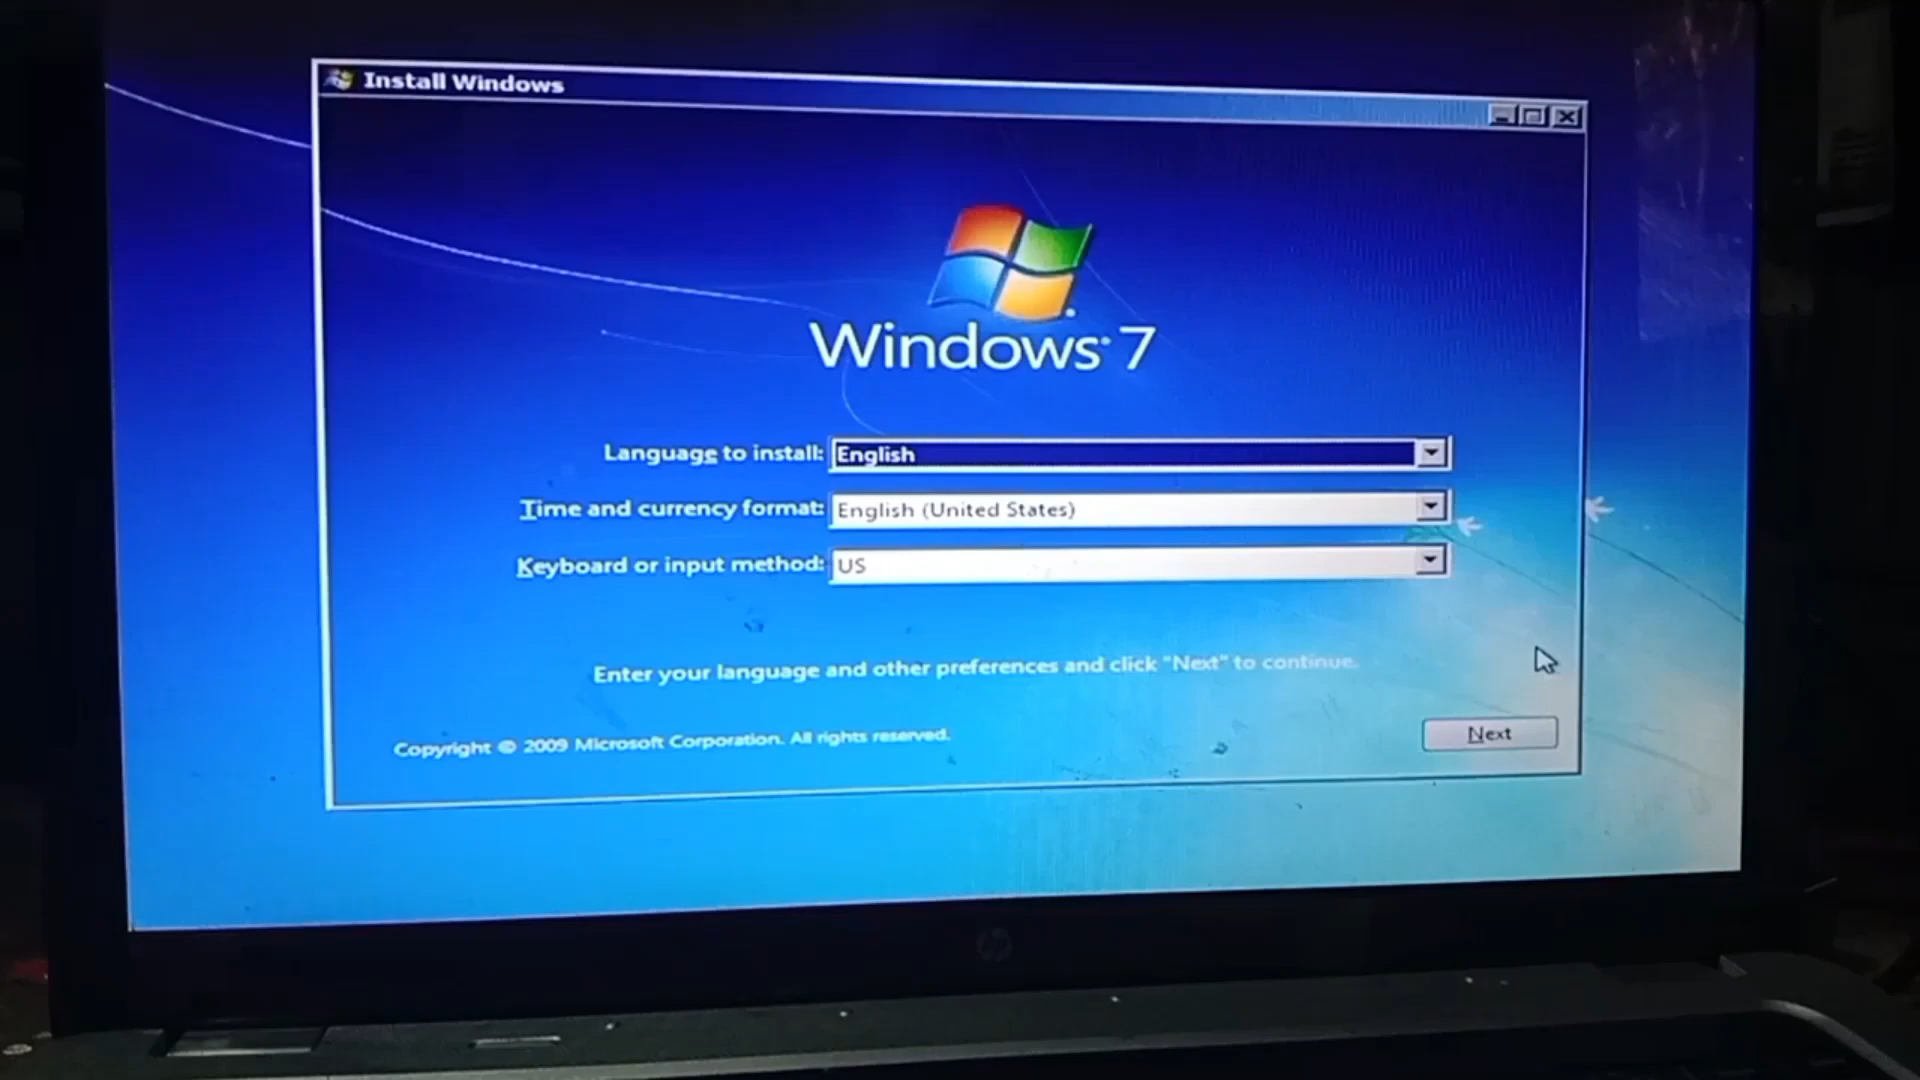 Install Windows
Windows® 7
Language to install: English
Time and currency format: English (United States)
Keyboard or input method: US
Enter your language and other preferences and click "Next" to continue.
Copyright © 2009 Microsoft Corporation. All rights reserved.
Next
hp